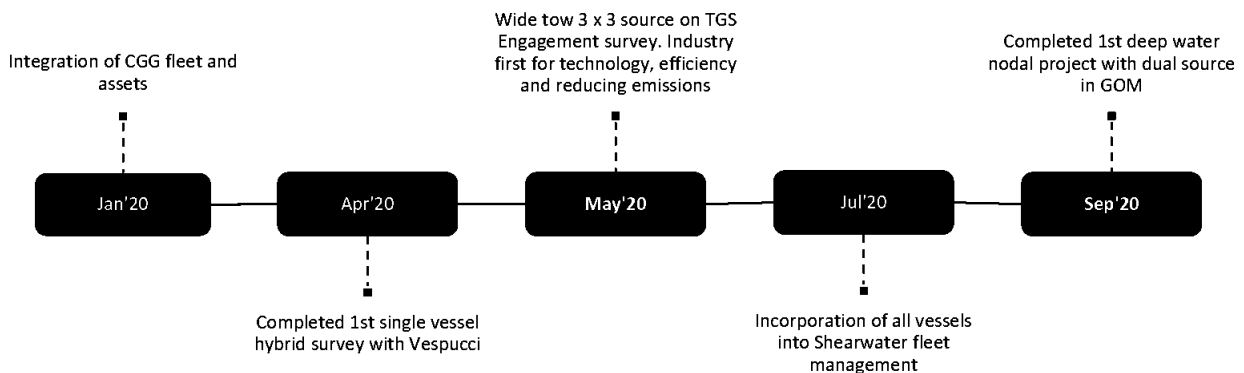 Integration of CGG fleet and
assets
Wide tow 3 x 3 source on TGS
Engagement survey. Industry
first for technology, efficiency
and reducing emissions
Completed 1st deep water
nodal project with dual source
in GOM
Jan'20
Apr'20
May'20
Jul'20
Sep'20
Completed 1st single vessel
hybrid survey with Vespucci
Incorporation of all vessels
into Shearwater fleet
management